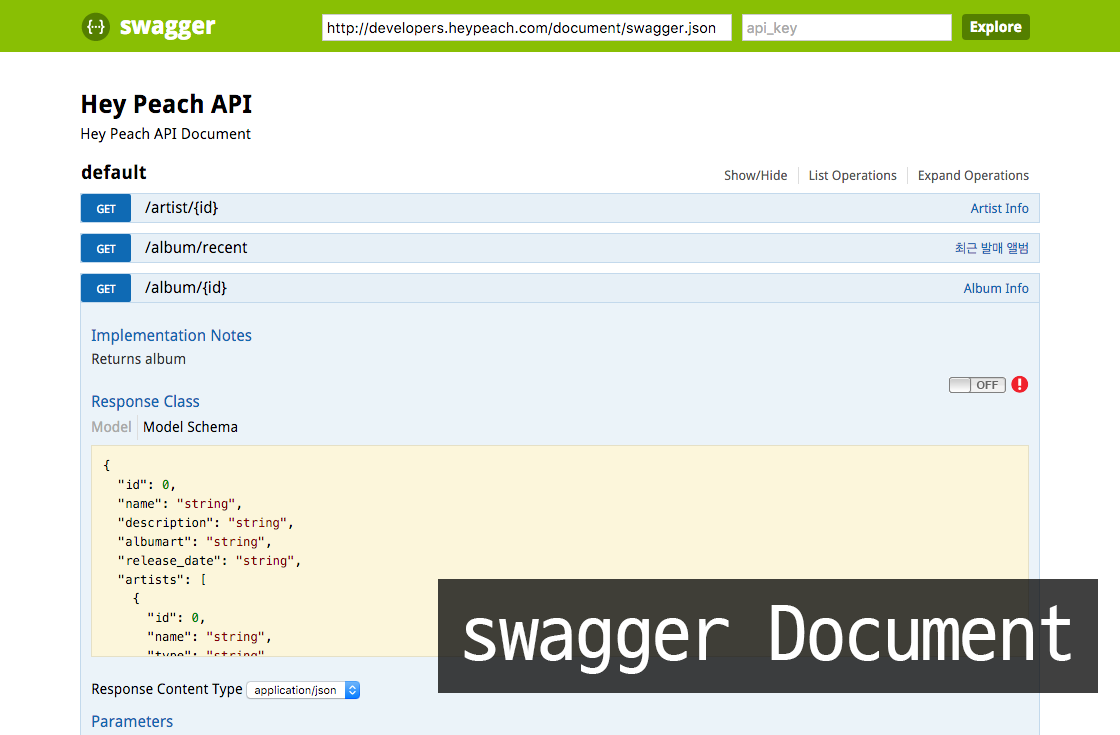 {··} swagger http://developers.heypeach.com/document/swagger.json api_key Explore
Hey Peach API
Hey Peach API Document
default Show/Hide List Operations Expand Operations
GET /artist/{id} Artist Info
GET /album/recent 최근 발매 앨범
GET /album/{id} Album Info
Implementation Notes
Returns album
OFF !
Response Class
Model Model Schema
{
"id": 0,
"name": "string",
"description": "string",
"albumart": "string",
"release_date": "string",
"artists": [
{
"id": 0,
"name": "string",
"type": "string"
swagger Document
Response Content Type application/json
Parameters